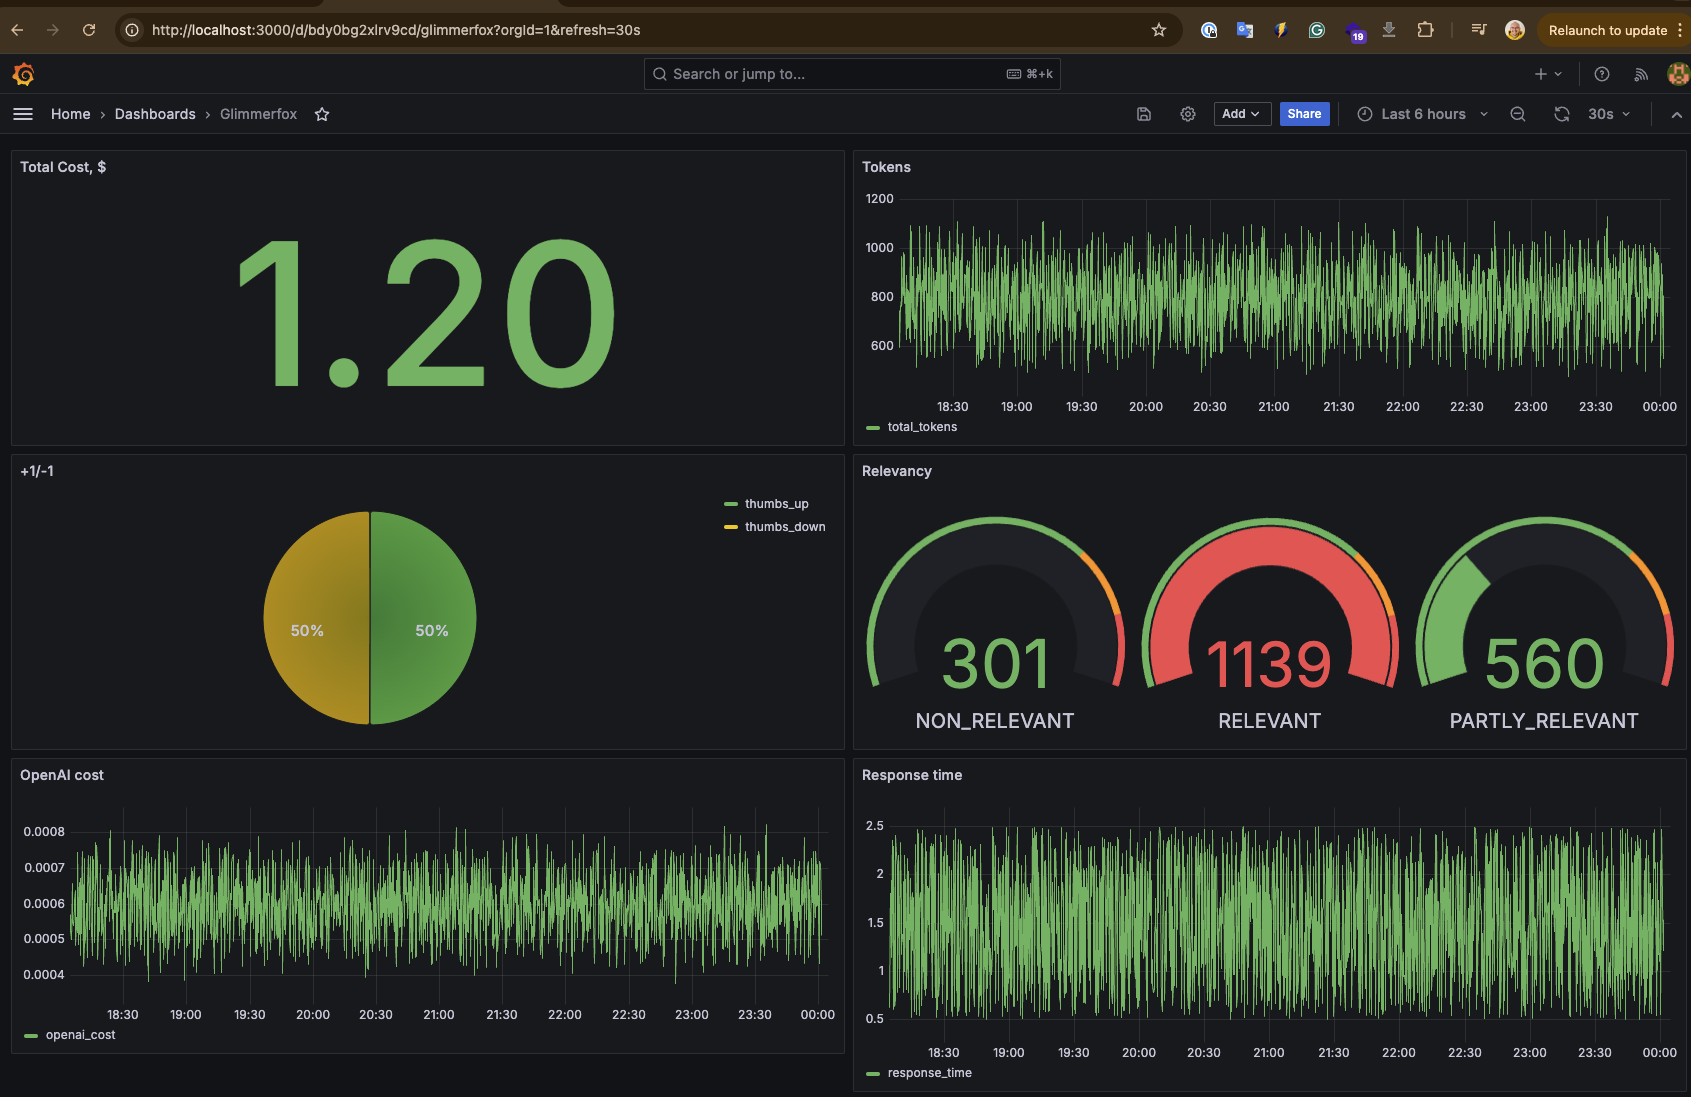 http://localhost:3000/d/bdy0bg2xlrv9cd/glimmerfox?orgId=1&refresh=30s
19
Relaunch to update
Search or jump to...
⌘+k
Home › Dashboards › Glimmerfox
Add
Share
Last 6 hours
30s
Total Cost, $
1.20
Tokens
1200
1000
800
600
18:30 19:00 19:30 20:00 20:30 21:00 21:30 22:00 22:30 23:00 23:30 00:00
total_tokens
+1/-1
thumbs_up
thumbs_down
50% 50%
Relevancy
301 1139 560
NON_RELEVANT RELEVANT PARTLY_RELEVANT
OpenAI cost
0.0008
0.0007
0.0006
0.0005
0.0004
18:30 19:00 19:30 20:00 20:30 21:00 21:30 22:00 22:30 23:00 23:30 00:00
openai_cost
Response time
2.5
2
1.5
1
0.5
18:30 19:00 19:30 20:00 20:30 21:00 21:30 22:00 22:30 23:00 23:30 00:00
response_time